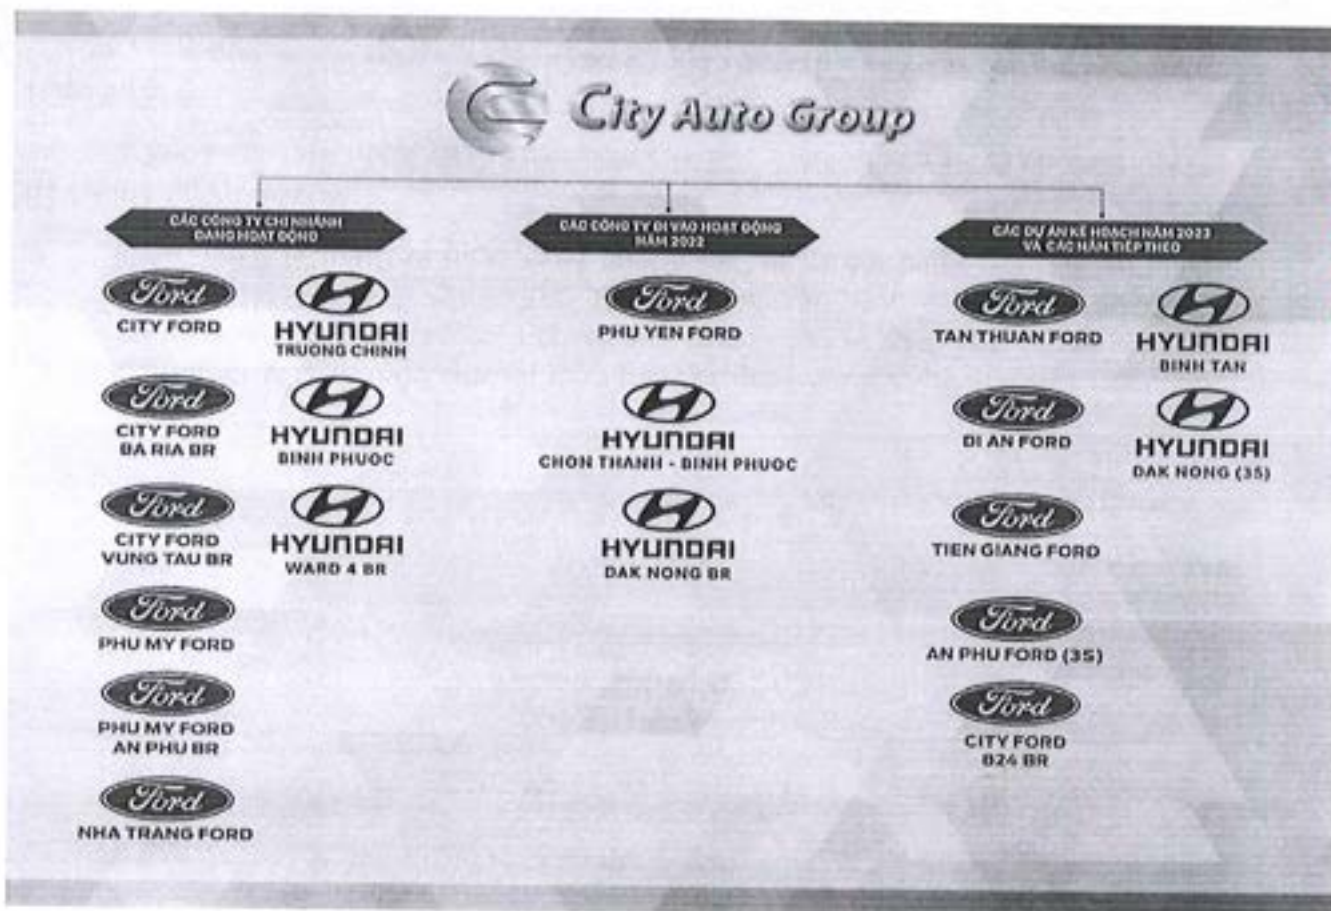 City Auto Group
CÁC CÔNG TY CHI NHÁNH
ĐANG HOẠT ĐỘNG
Ford
CITY FORD
HYUNDAI
TRUONG CHINH
Ford
CITY FORD
BA RIA BR
HYUNDAI
BINH PHUOC
Ford
CITY FORD
VUNG TAU BR
HYUNDAI
WARD 4 BR
Ford
PHU MY FORD
Ford
PHU MY FORD
AN PHU BR
Ford
NHA TRANG FORD
CÁC CÔNG TY ĐI VÀO HOẠT ĐỘNG
NĂM 2022
Ford
PHU YEN FORD
HYUNDAI
CHON THANH - BINH PHUOC
HYUNDAI
DAK NONG BR
CÁC DỰ ÁN KẾ HOẠCH NĂM 2023
VÀ CÁC NĂM TIẾP THEO
Ford
TAN THUAN FORD
HYUNDAI
BINH TAN
Ford
DI AN FORD
HYUNDAI
DAK NONG (3S)
Ford
TIEN GIANG FORD
Ford
AN PHU FORD (3S)
Ford
CITY FORD
824 BR